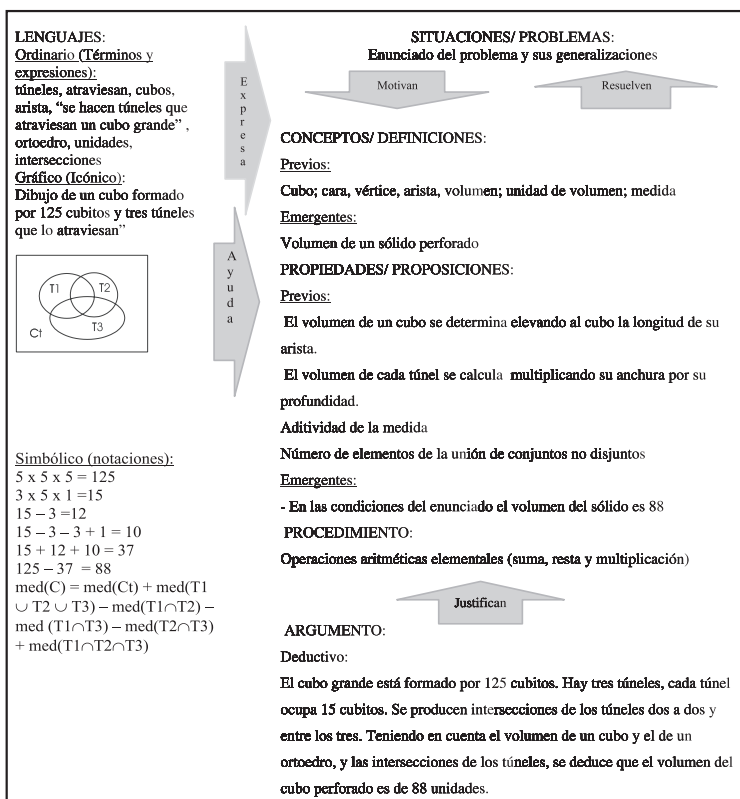 LENGUAJES:
Ordinario (Términos y
expresiones):
túneles, atraviesan, cubos,
arista, “se hacen túneles que
atraviesan un cubo grande” ,
ortoedro, unidades,
intersecciones
Gráfico (Icónico):
Dibujo de un cubo formado
por 125 cubitos y tres túneles
que lo atraviesan”
T1
T2
T3
Ct
Simbólico (notaciones):
5 x 5 x 5 = 125
3 x 5 x 1 =15
15 – 3 =12
15 – 3 – 3 + 1 = 10
15 + 12 + 10 = 37
125 – 37 = 88
med(C) = med(Ct) + med(T1
∪ T2 ∪ T3) – med(T1∩T2) –
med (T1∩T3) – med(T2∩T3)
+ med(T1∩T2∩T3)
Expresa
Ayuda
SITUACIONES/ PROBLEMAS:
Enunciado del problema y sus generalizaciones
Motivan
Resuelven
CONCEPTOS/ DEFINICIONES:
Previos:
Cubo; cara, vértice, arista, volumen; unidad de volumen; medida
Emergentes:
Volumen de un sólido perforado
PROPIEDADES/ PROPOSICIONES:
Previos:
El volumen de un cubo se determina elevando al cubo la longitud de su
arista.
El volumen de cada túnel se calcula multiplicando su anchura por su
profundidad.
Aditividad de la medida
Número de elementos de la unión de conjuntos no disjuntos
Emergentes:
- En las condiciones del enunciado el volumen del sólido es 88
PROCEDIMIENTO:
Operaciones aritméticas elementales (suma, resta y multiplicación)
Justifican
ARGUMENTO:
Deductivo:
El cubo grande está formado por 125 cubitos. Hay tres túneles, cada túnel
ocupa 15 cubitos. Se producen intersecciones de los túneles dos a dos y
entre los tres. Teniendo en cuenta el volumen de un cubo y el de un
ortoedro, y las intersecciones de los túneles, se deduce que el volumen del
cubo perforado es de 88 unidades.